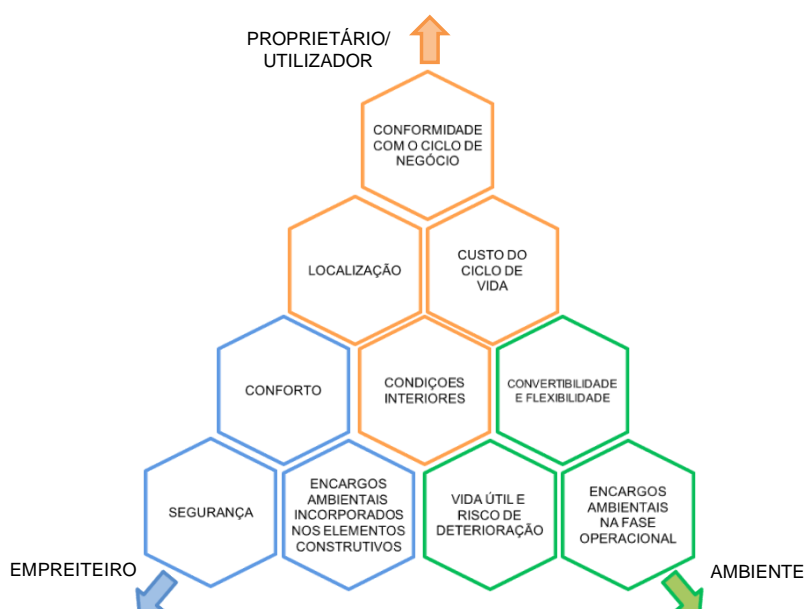 PROPRIETÁRIO/
UTILIZADOR
CONFORMIDADE
COM O CICLO DE
NEGÓCIO
LOCALIZAÇÃO
CUSTO DO
CICLO DE
VIDA
CONFORTO
CONDIÇOES
INTERIORES
CONVERTIBILIDADE
E FLEXIBILIDADE
SEGURANÇA
ENCARGOS
AMBIENTAIS
INCORPORADOS
NOS ELEMENTOS
CONSTRUTIVOS
VIDA ÚTIL E
RISCO DE
DETERIORAÇÃO
ENCARGOS
AMBIENTAIS
NA FASE
OPERACIONAL
EMPREITEIRO
AMBIENTE